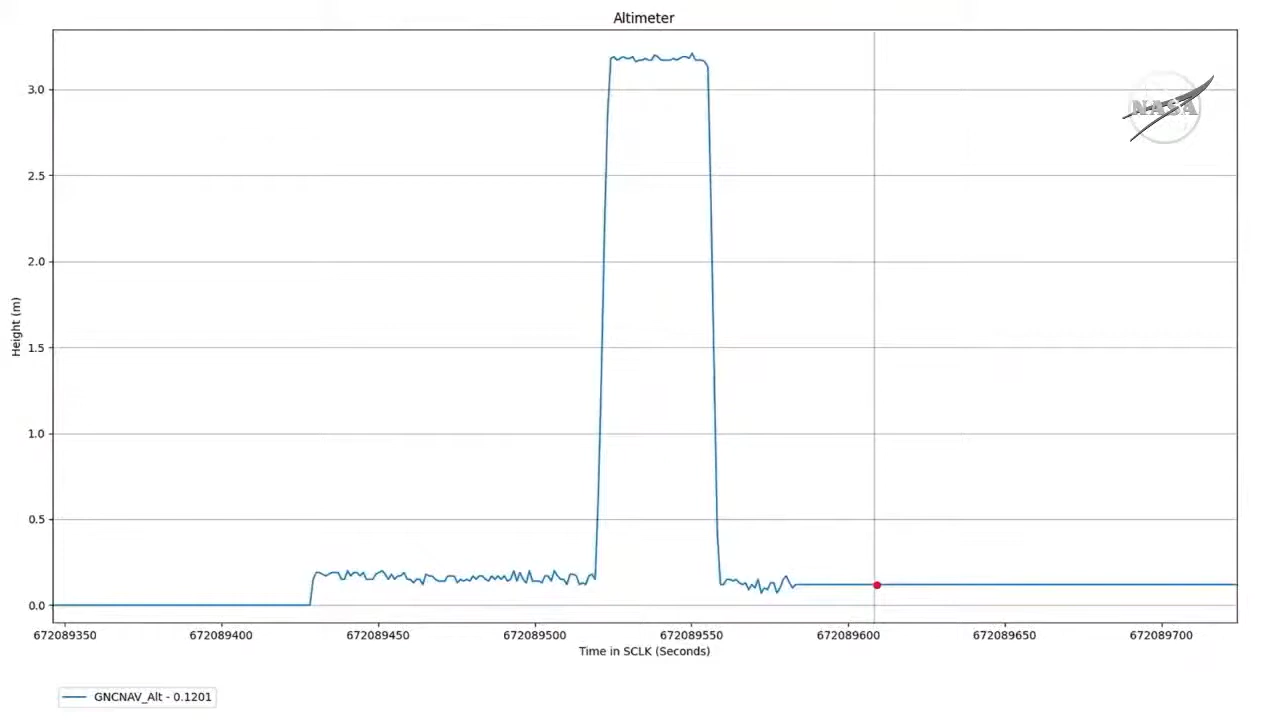 Altimeter
NASA
3.0
2.5
2.0
1.5
1.0
0.5
0.0
Height (m)
672089350 672089400 672089450 672089500 672089550 672089600 672089650 672089700
Time in SCLK (Seconds)
GNCNAV_Alt - 0.1201